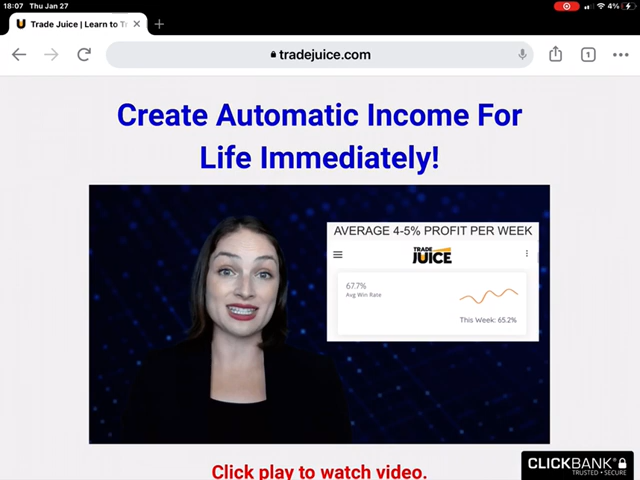 18:07 Thu Jan 27
4%
Trade Juice | Learn to Tr
tradejuice.com
1
Create Automatic Income For
Life Immediately!
AVERAGE 4-5% PROFIT PER WEEK
TRADE
JUICE
67.7%
Avg Win Rate
This Week: 65.2%
Click play to watch video.
CLICKBANK
TRUSTED • SECURE